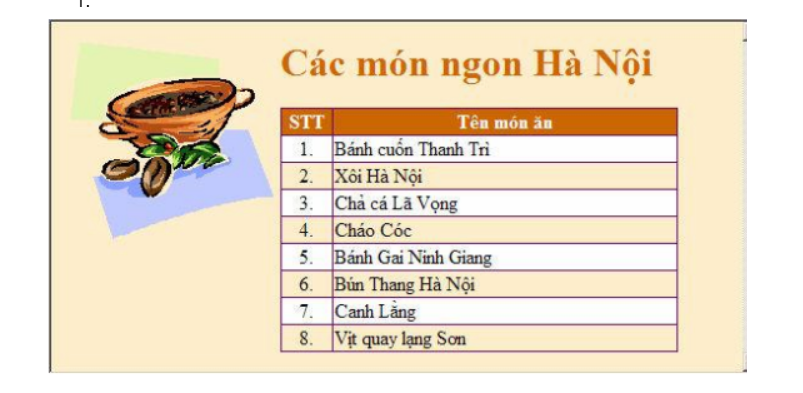 1.
Các món ngon Hà Nội
STT Tên món ăn
1. Bánh cuốn Thanh Trì
2. Xôi Hà Nội
3. Chả cá Lã Vọng
4. Cháo Cóc
5. Bánh Gai Ninh Giang
6. Bún Thang Hà Nội
7. Canh Lằng
8. Vịt quay lạng Sơn